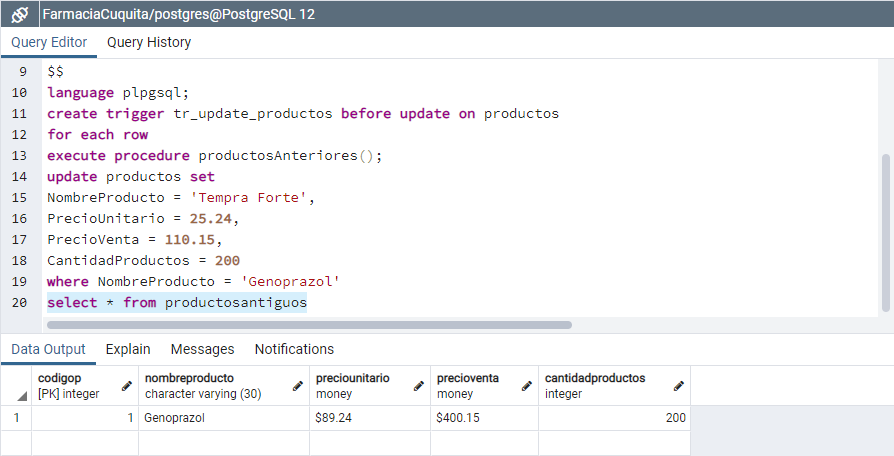 FarmaciaCuquita/postgres@PostgreSQL 12
Query Editor Query History
9 $$
10 language plpgsql;
11 create trigger tr_update_productos before update on productos
12 for each row
13 execute procedure productosAnteriores();
14 update productos set
15 NombreProducto = 'Tempra Forte',
16 PrecioUnitario = 25.24,
17 PrecioVenta = 110.15,
18 CantidadProductos = 200
19 where NombreProducto = 'Genoprazol'
20 select * from productosantiguos
Data Output Explain Messages Notifications
codigop nombreproducto preciounitario precioventa cantidadproductos
[PK] integer character varying (30) money money integer
1 1 Genoprazol $89.24 $400.15 200